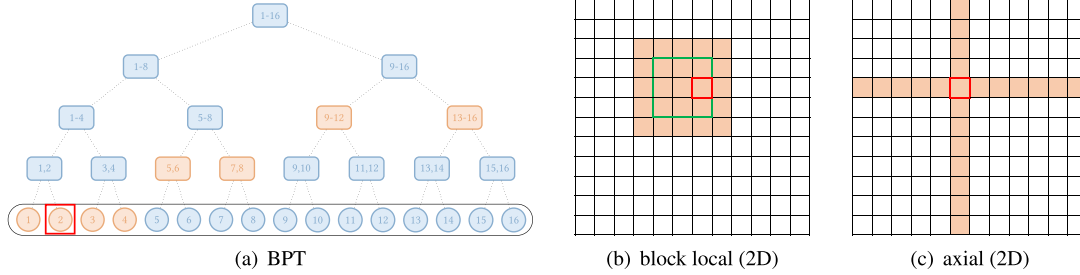 1-16
1-8 9-16
1-4 5-8 9-12 13-16
1,2 3,4 5,6 7,8 9,10 11,12 13,14 15,16
1 2 3 4 5 6 7 8 9 10 11 12 13 14 15 16
(a) BPT (b) block local (2D) (c) axial (2D)